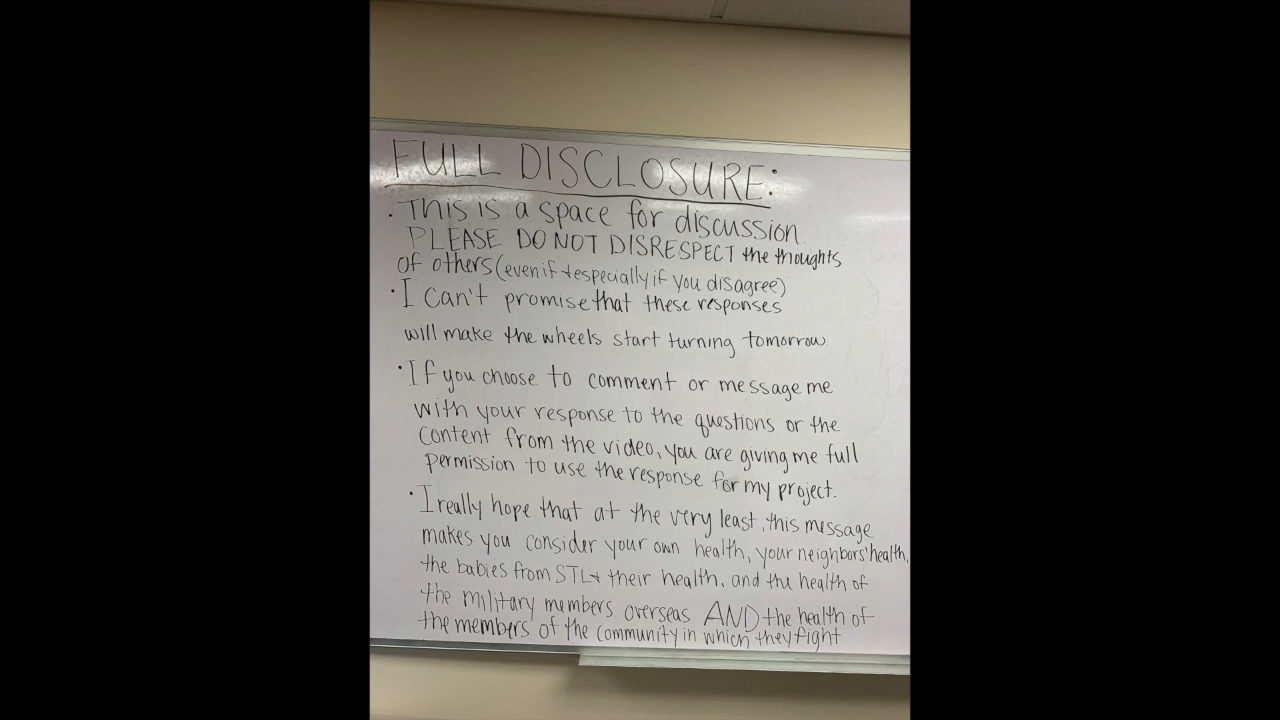 FULL DISCLOSURE:
• This is a space for discussion.
PLEASE DO NOT DISRESPECT the thoughts
of others (even if & especially if you disagree)
• I can't promise that these responses
will make the wheels start turning tomorrow
• If you choose to comment or message me
with your response to the questions or the
content from the video, you are giving me full
permission to use the response for my project.
• I really hope that at the very least, this message
makes you consider your own health, your neighbors' health,
the babies from STL & their health, and the health of
the military members overseas AND the health of
the members of the community in which they fight.